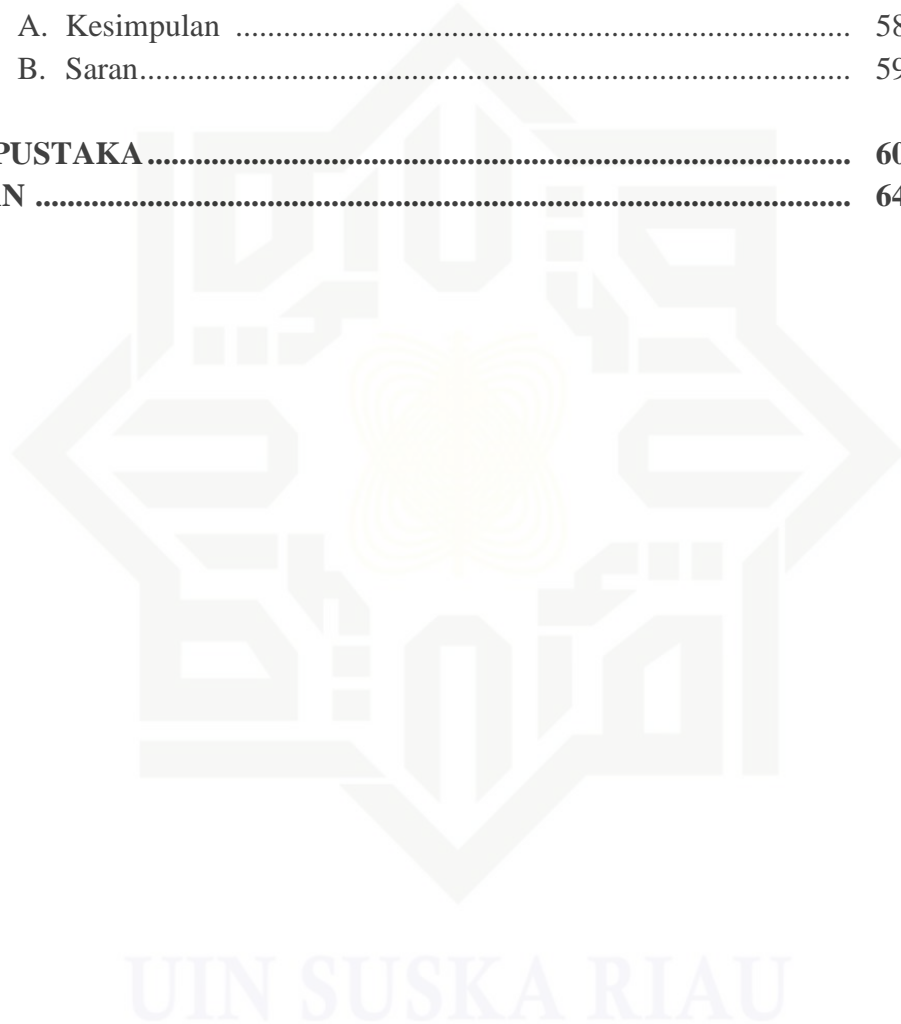 A. Kesimpulan ........................................................................... 58
B. Saran....................................................................................... 59
PUSTAKA...................................................................................... 60
N .................................................................................................... 64
UIN SUSKA RIAU